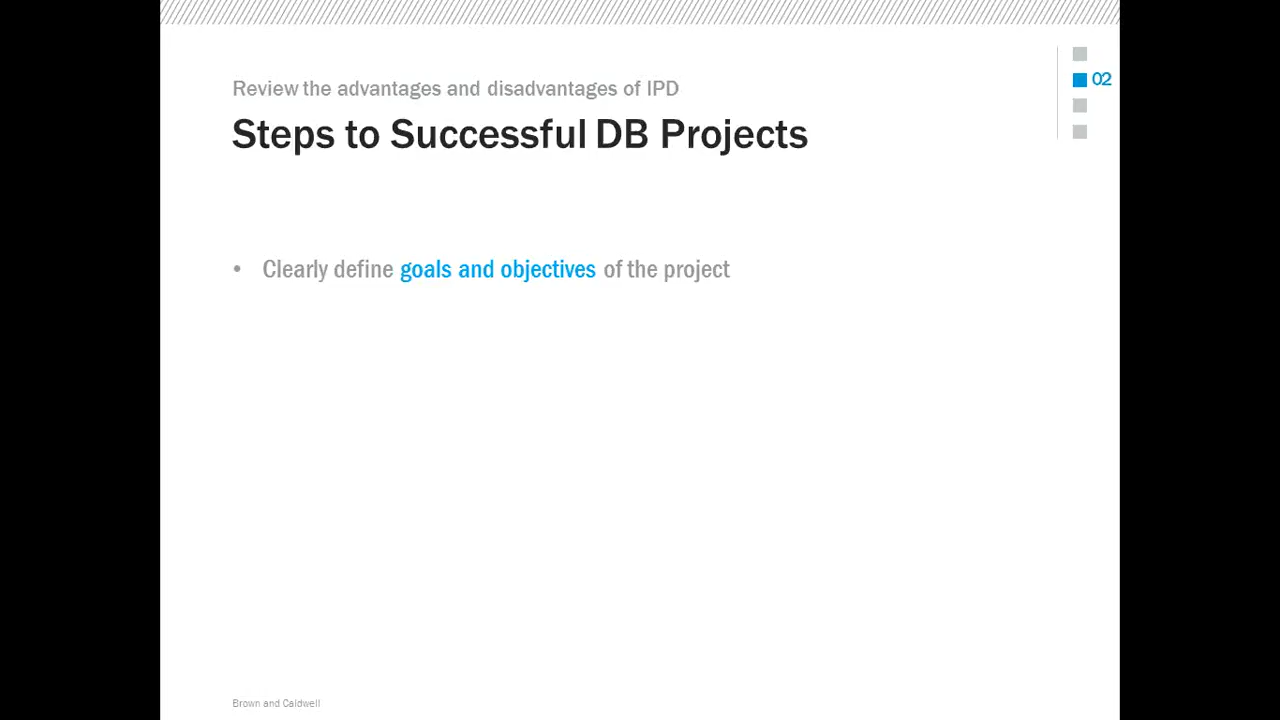 02
Review the advantages and disadvantages of IPD
Steps to Successful DB Projects
• Clearly define goals and objectives of the project
Brown and Caldwell